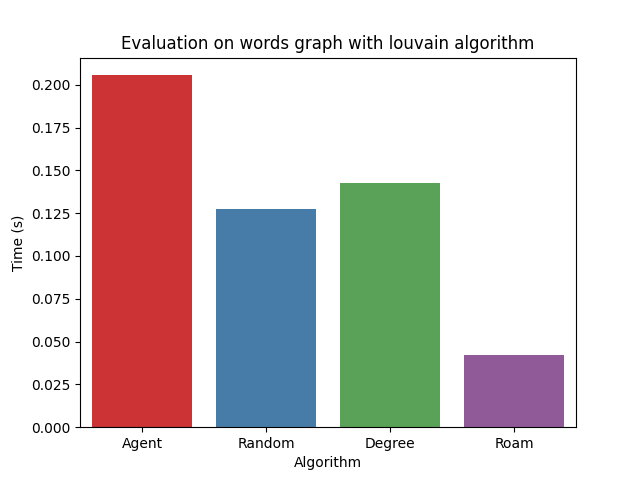 Evaluation on words graph with louvain algorithm
0.200
0.175
0.150
0.125
0.100
0.075
0.050
0.025
0.000
Time (s)
Agent Random Degree Roam
Algorithm